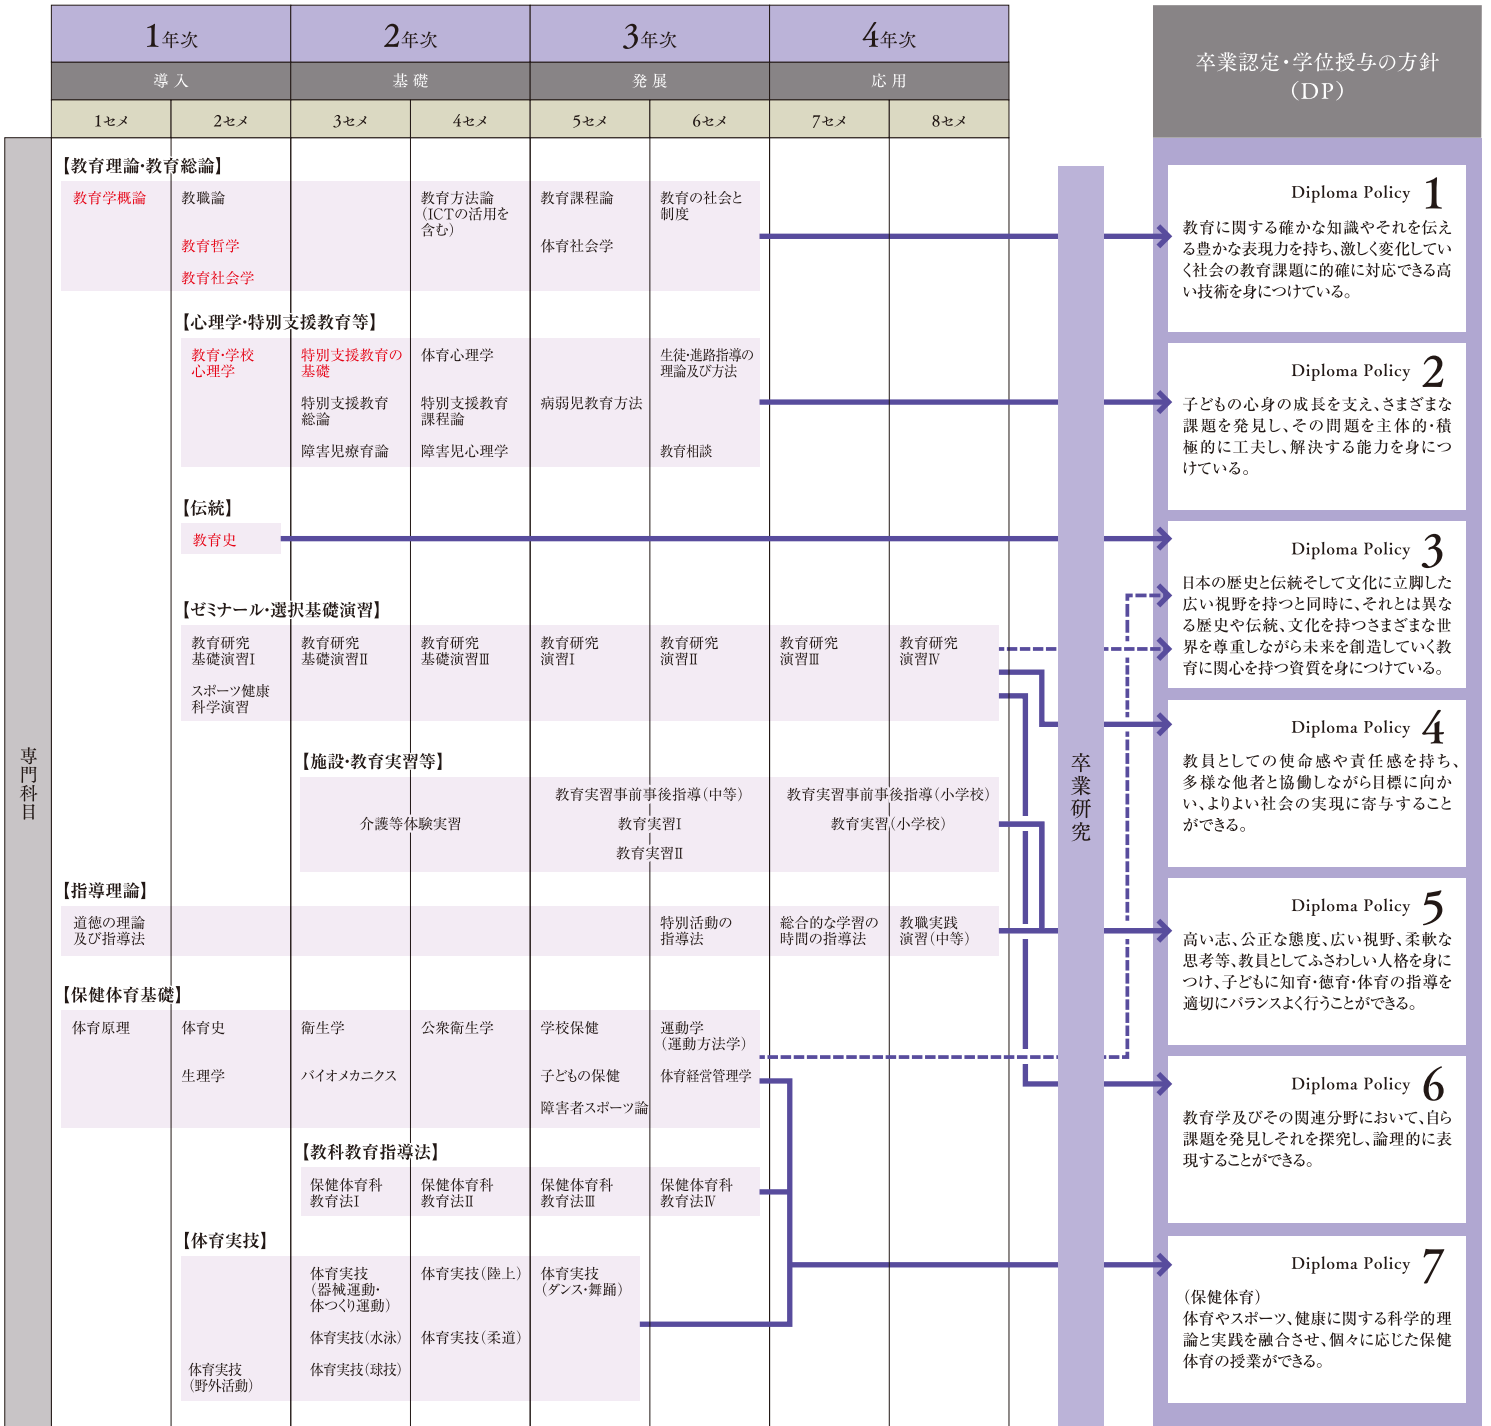 1年次
2年次
3年次
4年次
導入
基礎
発展
応用
1セメ
2セメ
3セメ
4セメ
5セメ
6セメ
7セメ
8セメ
卒業認定・学位授与の方針
（DP）
専門科目
【教育理論・教育総論】
教育学概論
教職論
教育哲学
教育社会学
教育方法論
（ICTの活用を
含む）
教育課程論
体育社会学
教育の社会と
制度
【心理学・特別支援教育等】
教育・学校
心理学
特別支援教育の
基礎
特別支援教育
総論
障害児療育論
体育心理学
特別支援教育
課程論
障害児心理学
病弱児教育方法
生徒・進路指導の
理論及び方法
教育相談
【伝統】
教育史
【ゼミナール・選択基礎演習】
教育研究
基礎演習Ⅰ
スポーツ健康
科学演習
教育研究
基礎演習Ⅱ
教育研究
基礎演習Ⅲ
教育研究
演習Ⅰ
教育研究
演習Ⅱ
教育研究
演習Ⅲ
教育研究
演習Ⅳ
【施設・教育実習等】
介護等体験実習
教育実習事前事後指導（中等）
教育実習Ⅰ
教育実習Ⅱ
教育実習事前事後指導（小学校）
教育実習（小学校）
【指導理論】
道徳の理論
及び指導法
特別活動の
指導法
総合的な学習の
時間の指導法
教職実践
演習（中等）
【保健体育基礎】
体育原理
体育史
生理学
衛生学
バイオメカニクス
公衆衛生学
学校保健
子どもの保健
障害者スポーツ論
運動学
（運動方法学）
体育経営管理学
【教科教育指導法】
保健体育科
教育法Ⅰ
保健体育科
教育法Ⅱ
保健体育科
教育法Ⅲ
保健体育科
教育法Ⅳ
【体育実技】
体育実技
（野外活動）
体育実技
（器械運動・
体つくり運動）
体育実技（水泳）
体育実技（球技）
体育実技（陸上）
体育実技（柔道）
体育実技
（ダンス・舞踊）
卒業研究
Diploma Policy 1
教育に関する確かな知識やそれを伝え
る豊かな表現力を持ち、激しく変化してい
く社会の教育課題に的確に対応できる高
い技術を身につけている。
Diploma Policy 2
子どもの心身の成長を支え、さまざまな
課題を発見し、その問題を主体的・積
極的に工夫し、解決する能力を身につ
けている。
Diploma Policy 3
日本の歴史と伝統そして文化に立脚した
広い視野を持つと同時に、それとは異な
る歴史や伝統、文化を持つさまざまな世
界を尊重しながら未来を創造していく教
育に関心を持つ資質を身につけている。
Diploma Policy 4
教員としての使命感や責任感を持ち、
多様な他者と協働しながら目標に向か
い、よりよい社会の実現に寄与すること
ができる。
Diploma Policy 5
高い志、公正な態度、広い視野、柔軟な
思考等、教員としてふさわしい人格を身に
つけ、子どもに知育・徳育・体育の指導を
適切にバランスよく行うことができる。
Diploma Policy 6
教育学及びその関連分野において、自ら
課題を発見しそれを探究し、論理的に表
現することができる。
Diploma Policy 7
（保健体育）
体育やスポーツ、健康に関する科学的理
論と実践を融合させ、個々に応じた保健
体育の授業ができる。